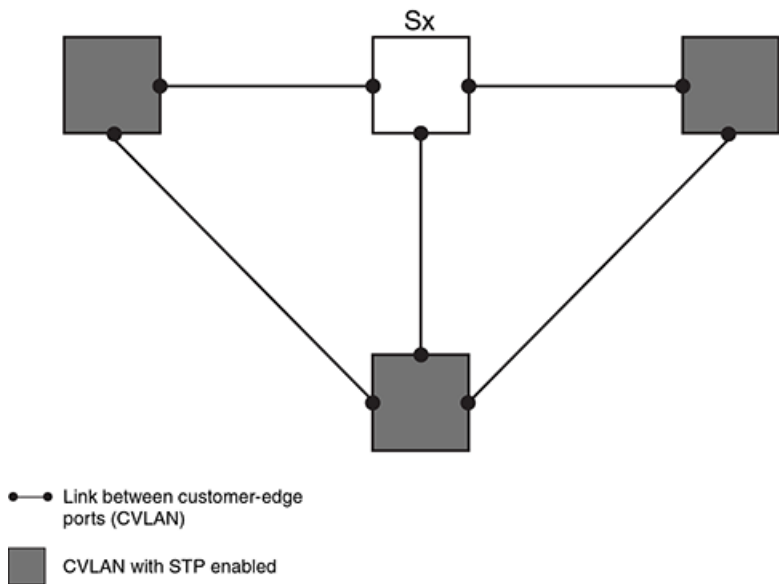 Sx
Link between customer-edge
ports (CVLAN)
CVLAN with STP enabled